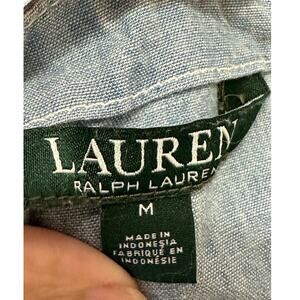 LAUREN
RALPH LAUREN
M
MADE IN
INDONESIA
FABRIQUÉ EN
INDONÉSIE